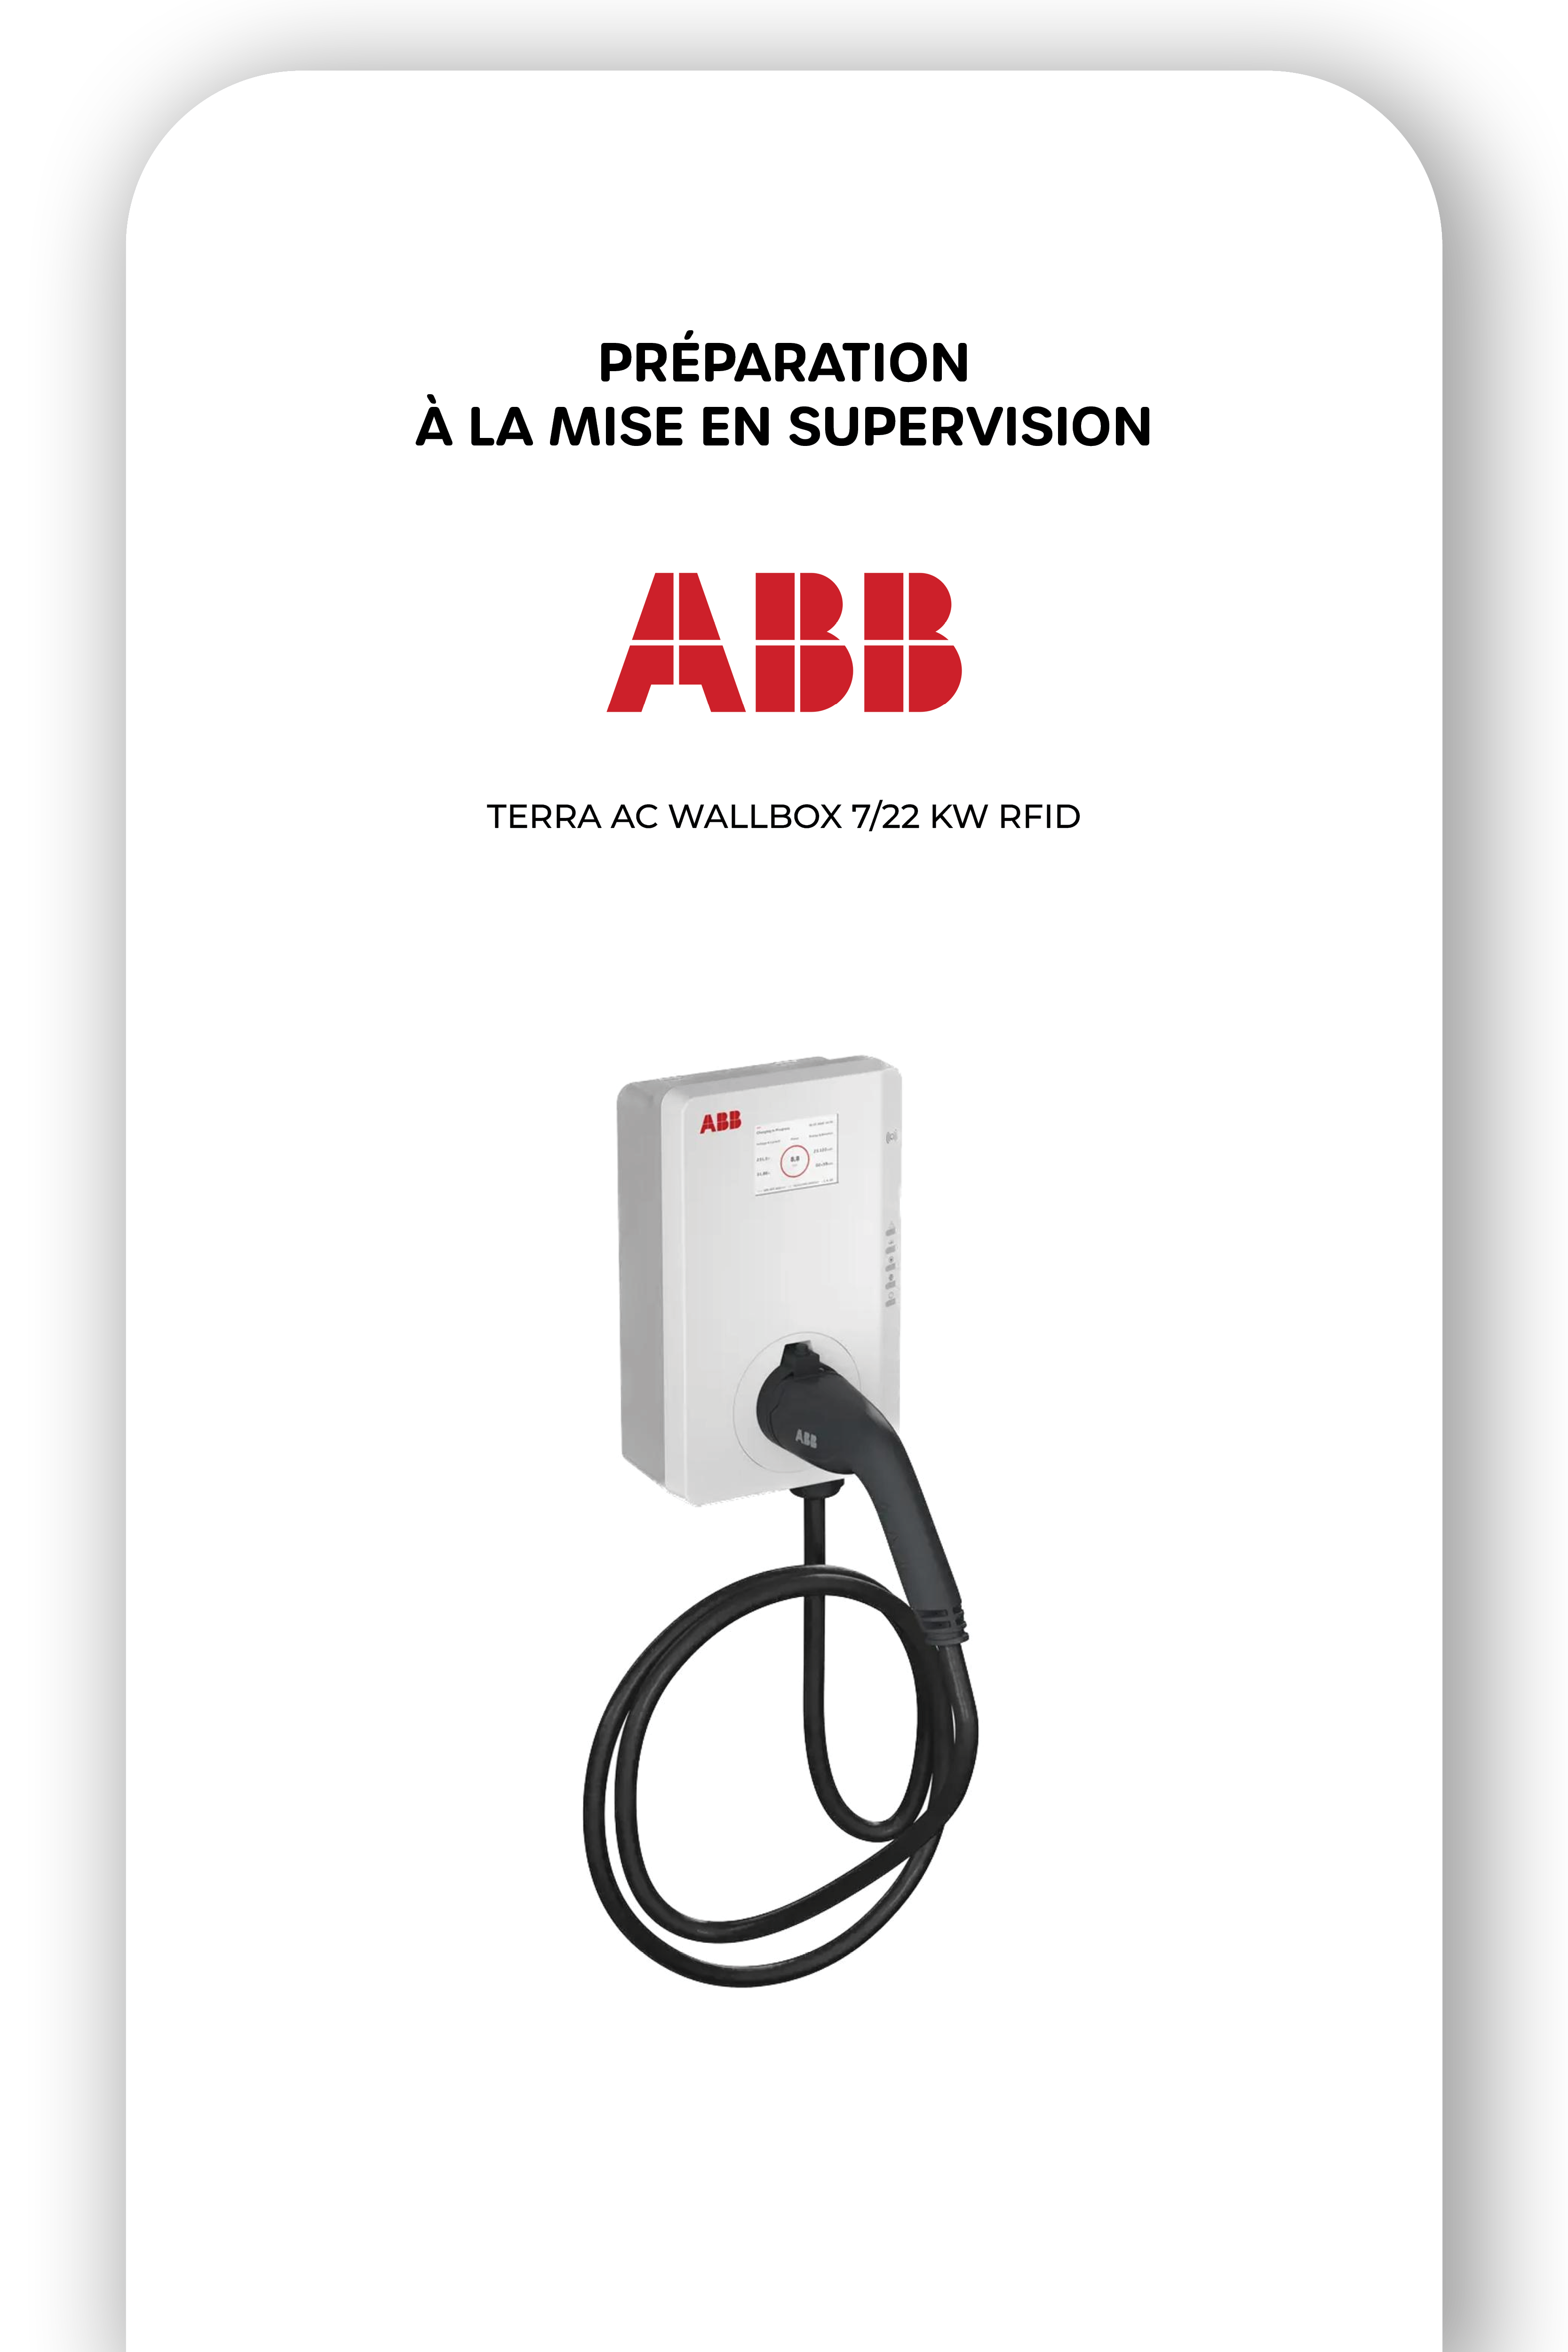 PRÉPARATION
À LA MISE EN SUPERVISION
ABB
TERRA AC WALLBOX 7/22 KW RFID
ABB
ABB